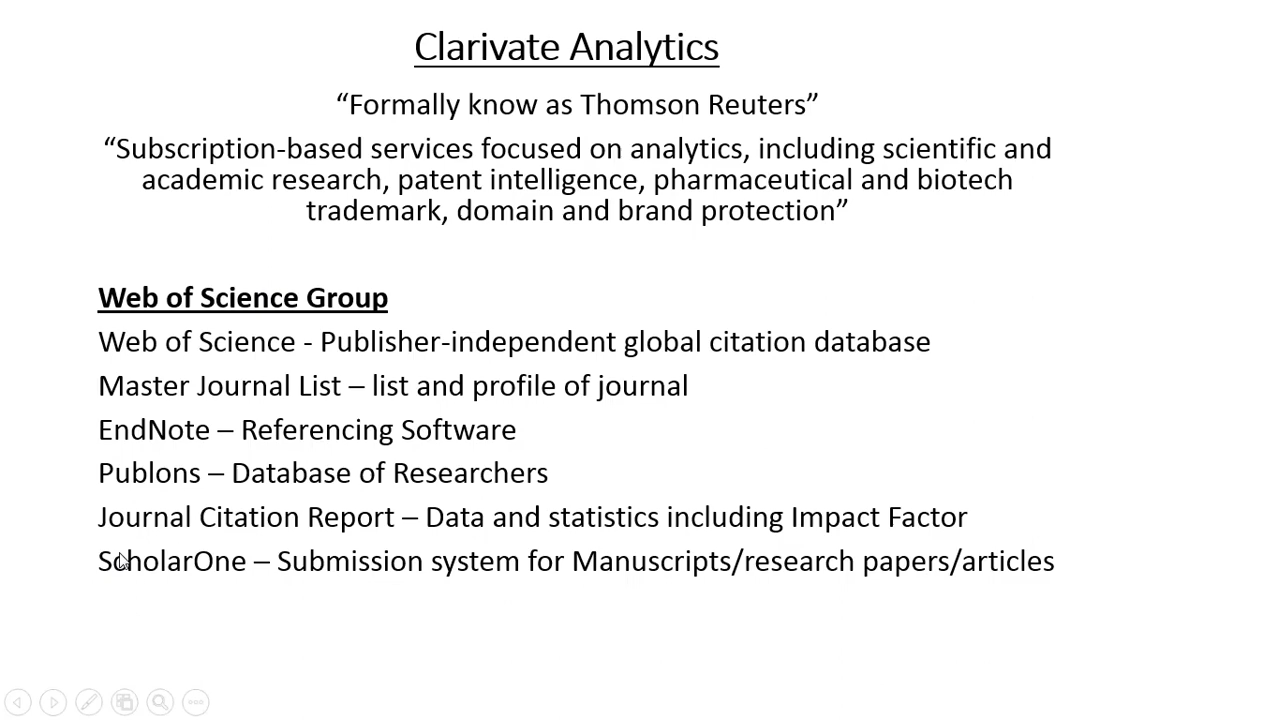 Clarivate Analytics
“Formally know as Thomson Reuters”
“Subscription-based services focused on analytics, including scientific and
academic research, patent intelligence, pharmaceutical and biotech
trademark, domain and brand protection”
Web of Science Group
Web of Science - Publisher-independent global citation database
Master Journal List – list and profile of journal
EndNote – Referencing Software
Publons – Database of Researchers
Journal Citation Report – Data and statistics including Impact Factor
ScholarOne – Submission system for Manuscripts/research papers/articles